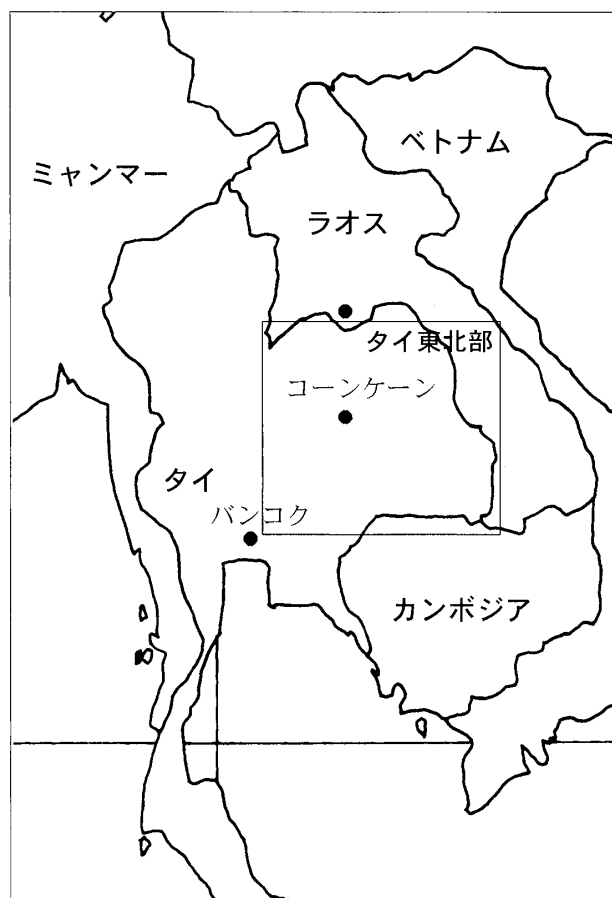 ベトナム
ミャンマー
ラオス
タイ東北部
コーンケーン
タイ
バンコク
カンボジア